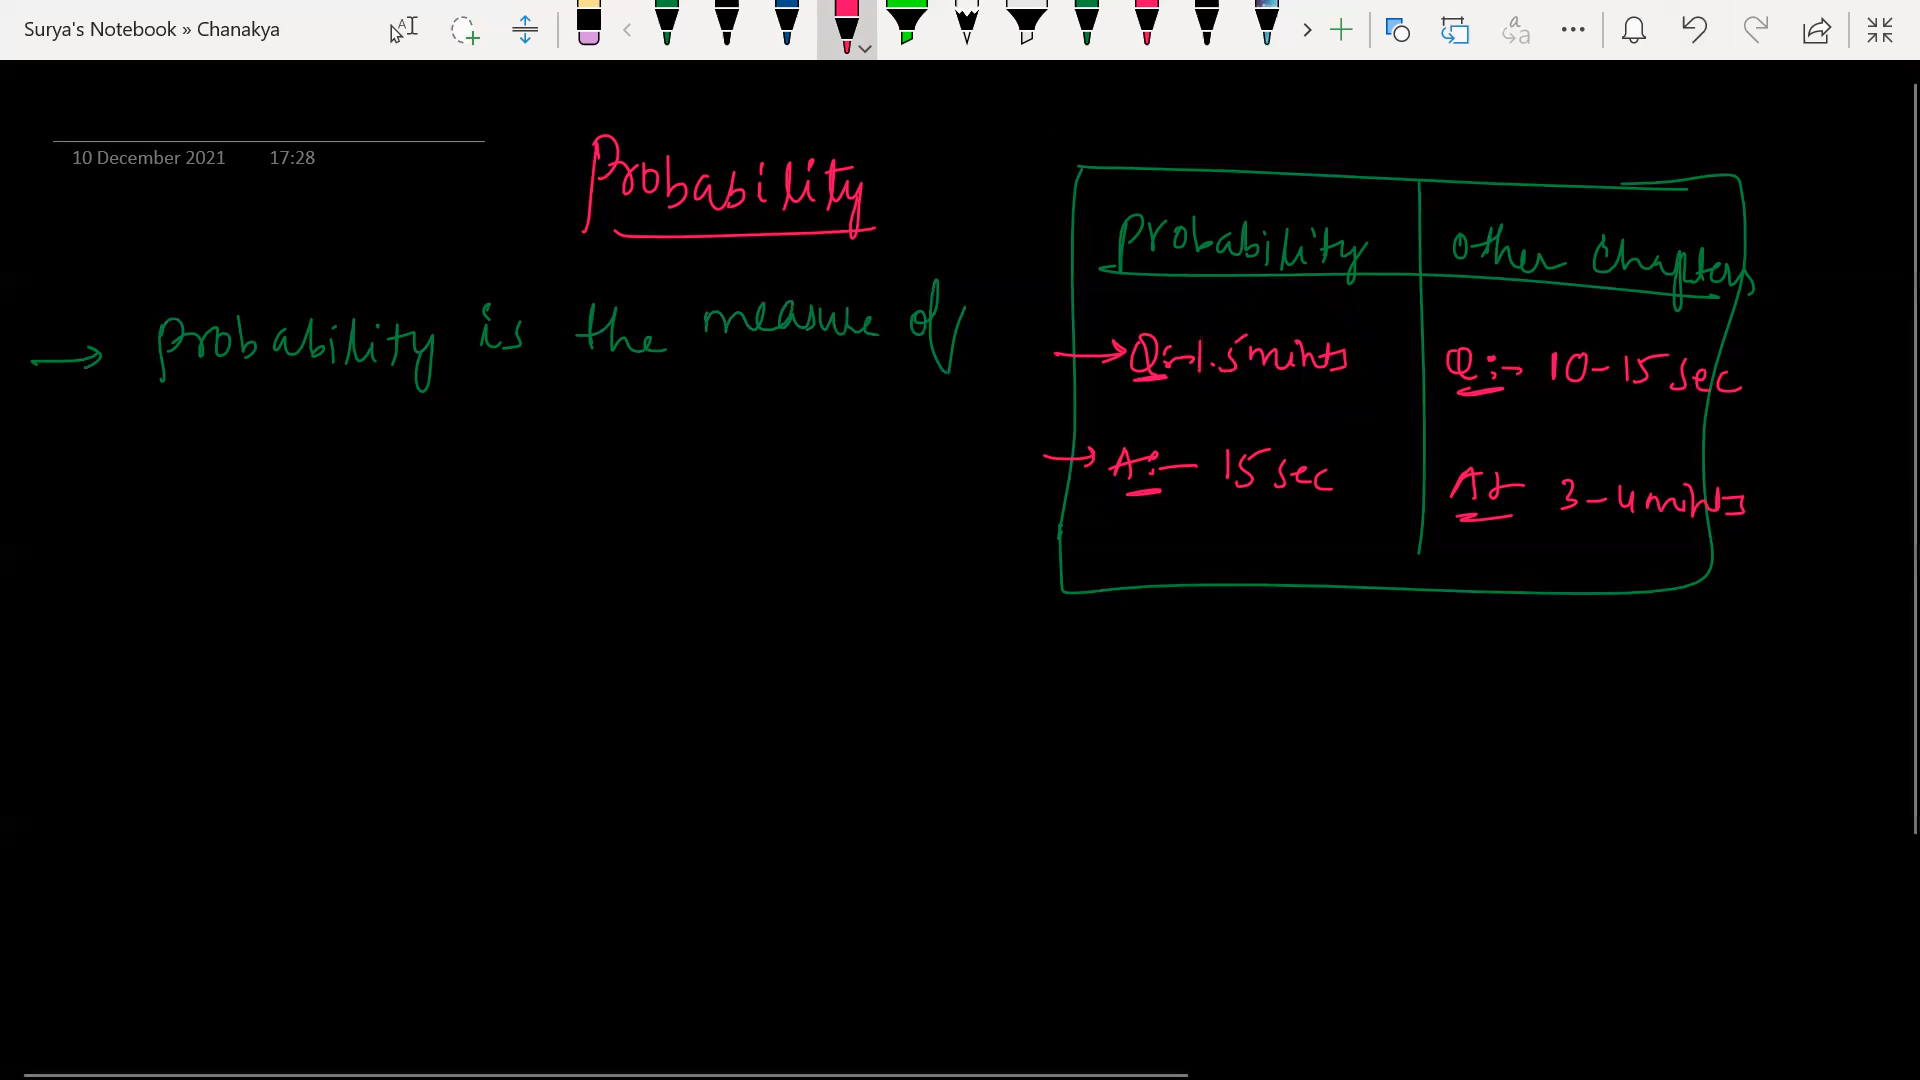 Surya's Notebook » Chanakya
10 December 2021 17:28
Probability
→ probability is the measure of
Probability Other Chapters
→ Q:- 1.5 mints Q:- 10-15 sec
→ A:- 15 sec A:- 3-4 mints